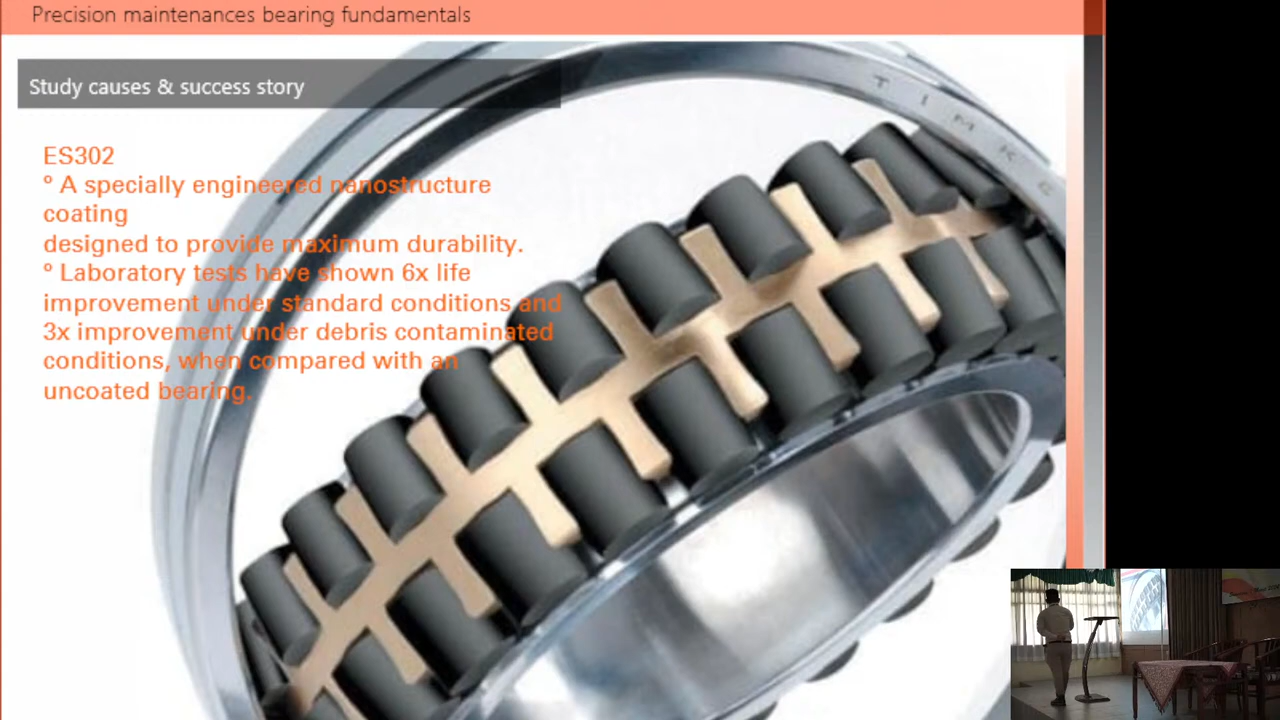 Precision maintenances bearing fundamentals
Study causes & success story
ES302
° A specially engineered nanostructure
coating
designed to provide maximum durability.
° Laboratory tests have shown 6x life
improvement under standard conditions and
3x improvement under debris contaminated
conditions, when compared with an
uncoated bearing.
T I M K E